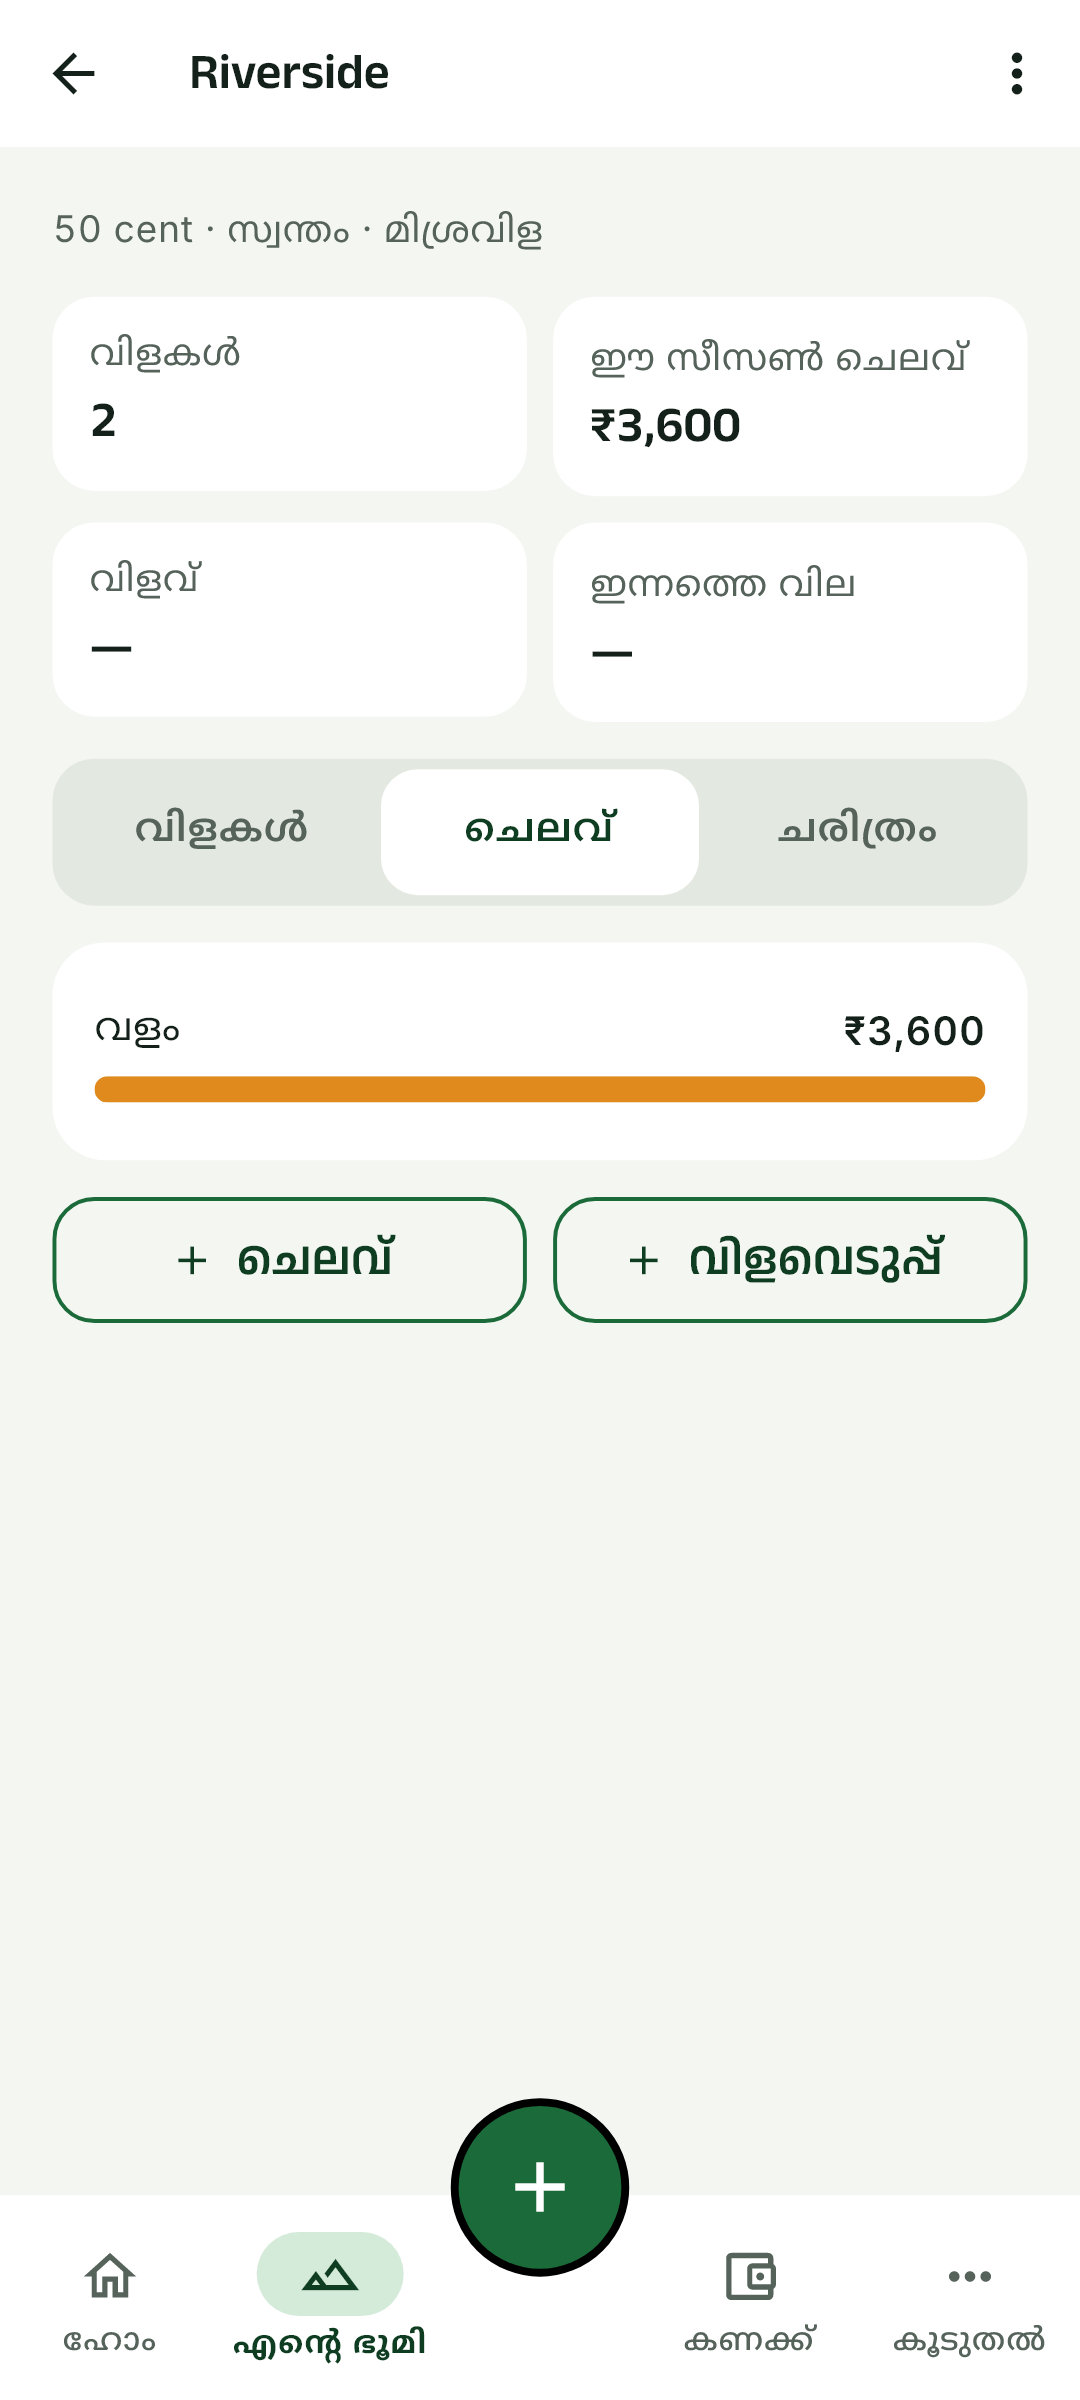 Riverside
50 cent · സ്വന്തം · മിശ്രവിള
വിളകൾ
2
ഈ സീസൺ ചെലവ്
₹3,600
വിളവ്
—
ഇന്നത്തെ വില
—
വിളകൾ ചെലവ് ചരിത്രം
വളം ₹3,600
+ ചെലവ് + വിളവെടുപ്പ്
+
ഹോം എന്റെ ഭൂമി കണക്ക് കൂടുതൽ